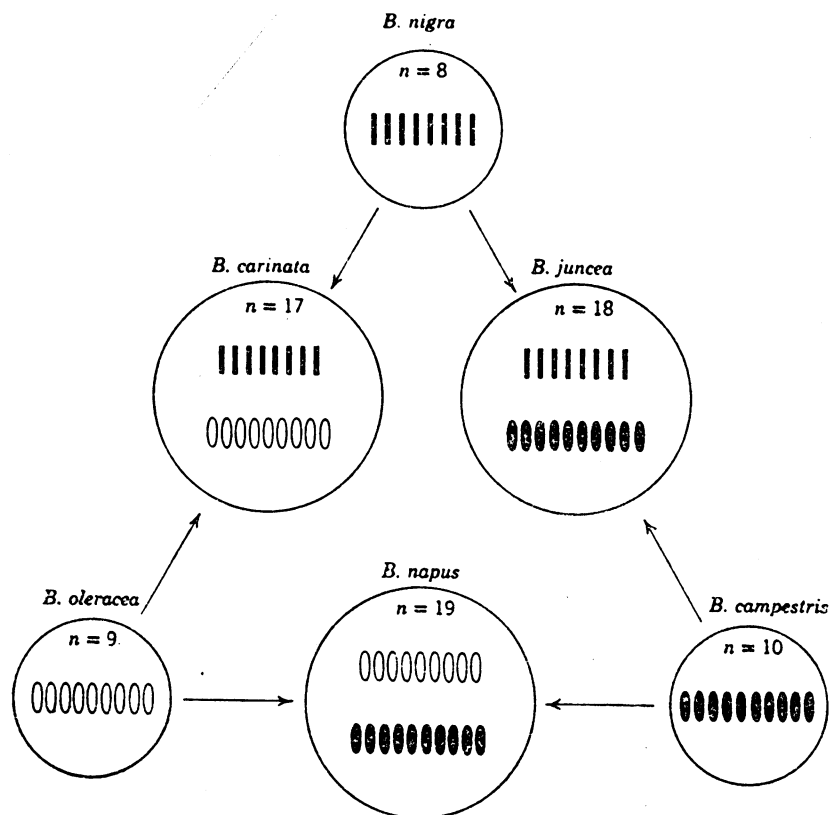 B. nigra
n = 8
B. carinata
n = 17
B. juncea
n = 18
B. oleracea
n = 9
B. napus
n = 19
B. campestris
n = 10